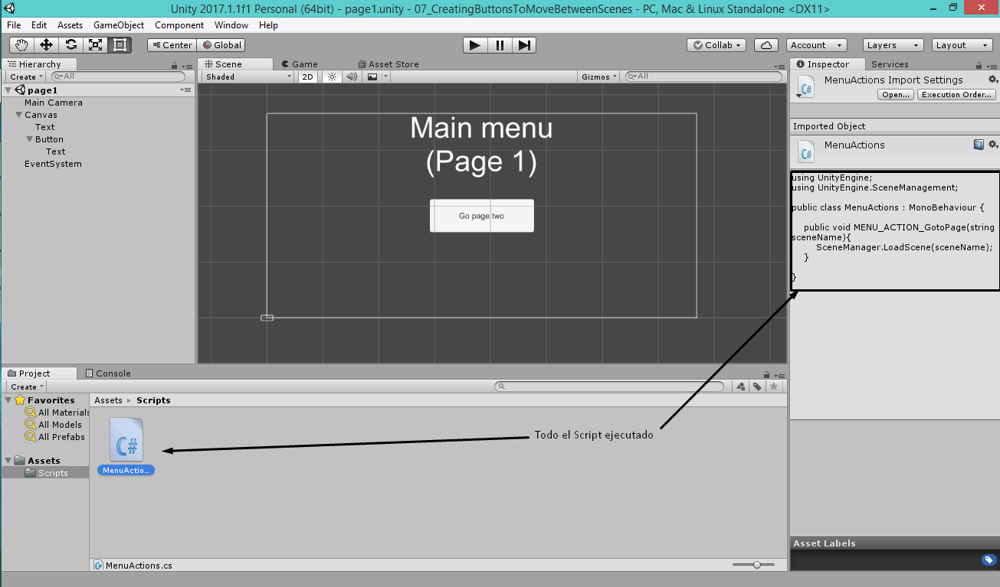 Unity 2017.1.1f1 Personal (64bit) - page1.unity - 07_CreatingButtonsToMoveBetweenScenes - PC, Mac & Linux Standalone <DX11>
File Edit Assets GameObject Component Window Help
Center Global Collab Account Layers Layout
Hierarchy
Create All
page1
Main Camera
Canvas
Text
Button
Text
EventSystem
Scene Game Asset Store
Shaded 2D Gizmos All
Main menu
(Page 1)
Go page two
Inspector Services
MenuActions Import Settings
Open... Execution Order...
Imported Object
MenuActions
using UnityEngine;
using UnityEngine.SceneManagement;
public class MenuActions : MonoBehaviour {
public void MENU_ACTION_GotoPage(string
sceneName){
SceneManager.LoadScene(sceneName);
}
}
Project Console
Create
Favorites
All Materials
All Models
All Prefabs
Assets
Scripts
Assets ▸ Scripts
C#
MenuActio...
Todo el Script ejecutado
MenuActions.cs
Asset Labels